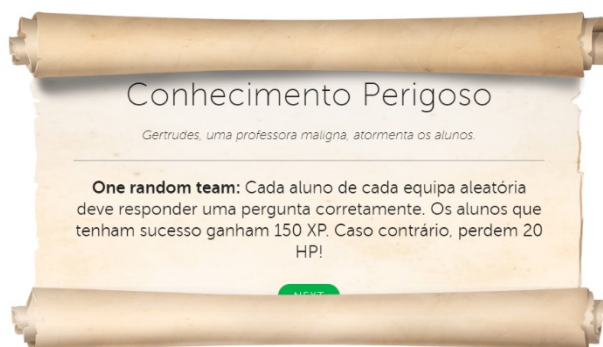 Conhecimento Perigoso
Gertrudes, uma professora maligna, atormenta os alunos.
One random team: Cada aluno de cada equipa aleatória
deve responder uma pergunta corretamente. Os alunos que
tenham sucesso ganham 150 XP. Caso contrário, perdem 20
HP!
NEXT